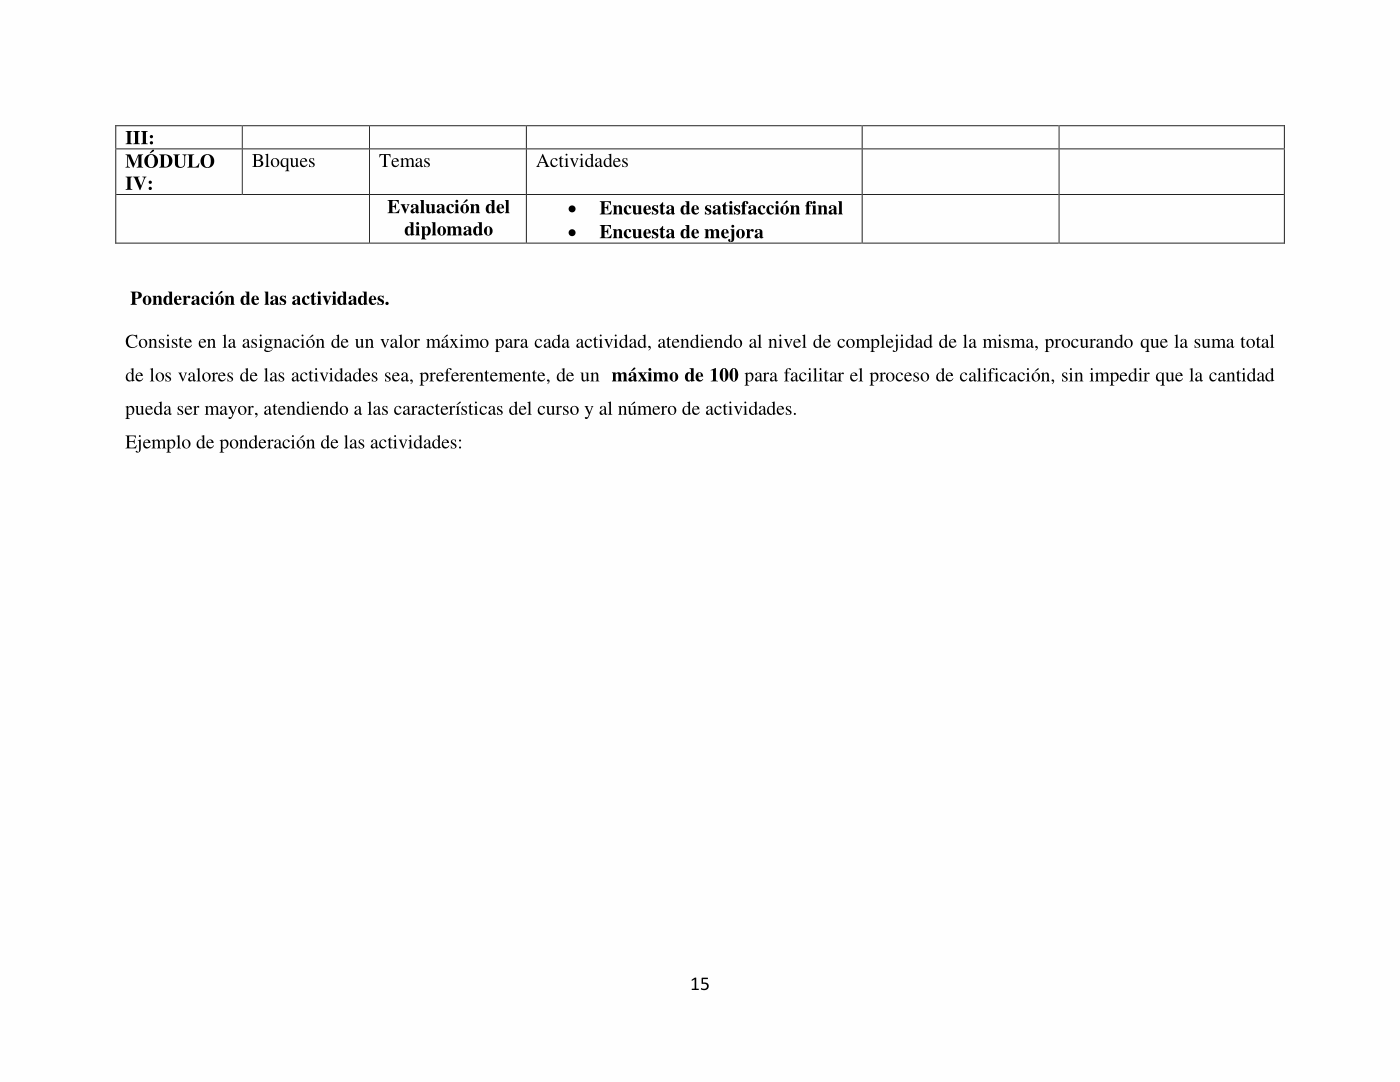 III:
MÓDULO Bloques Temas Actividades
IV:
Evaluación del
diplomado
• Encuesta de satisfacción final
• Encuesta de mejora
Ponderación de las actividades.
Consiste en la asignación de un valor máximo para cada actividad, atendiendo al nivel de complejidad de la misma, procurando que la suma total
de los valores de las actividades sea, preferentemente, de un máximo de 100 para facilitar el proceso de calificación, sin impedir que la cantidad
pueda ser mayor, atendiendo a las características del curso y al número de actividades.
Ejemplo de ponderación de las actividades:
15